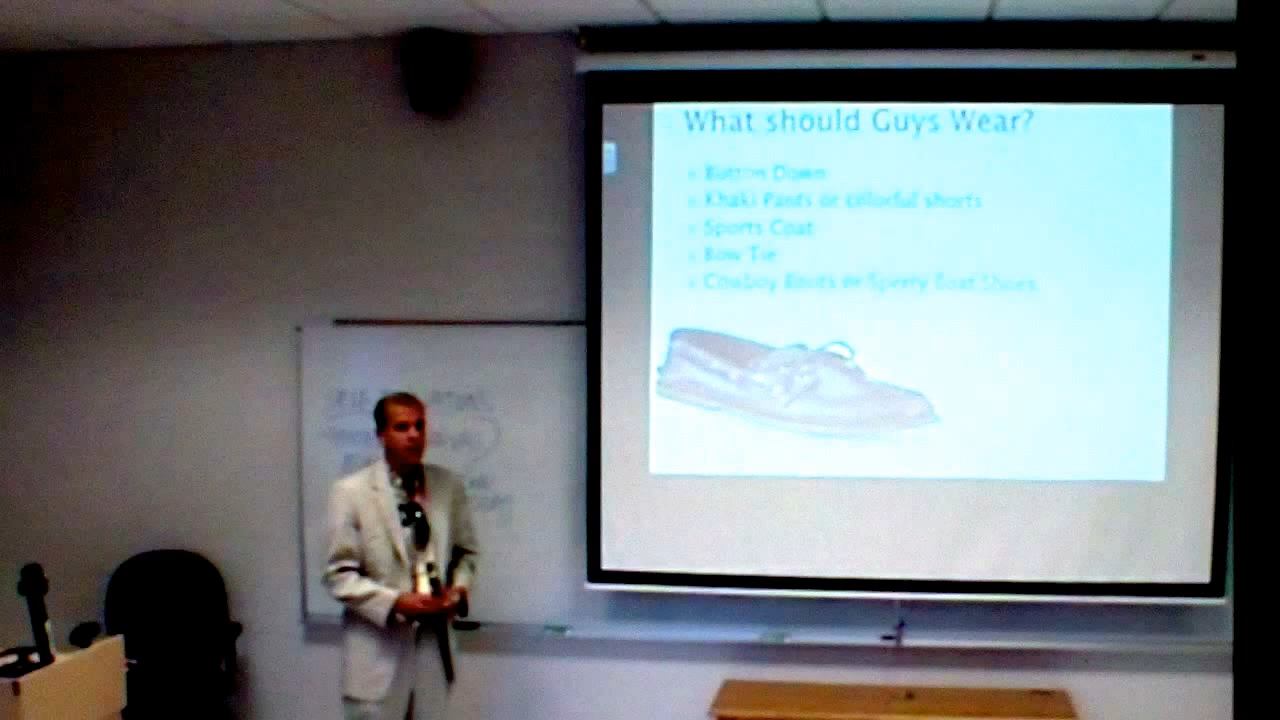 What should Guys Wear?
Button Down
Khaki Pants or colorful shorts
Sports Coat
Bow Tie
Cowboy Boots or Sperry Boat Shoes